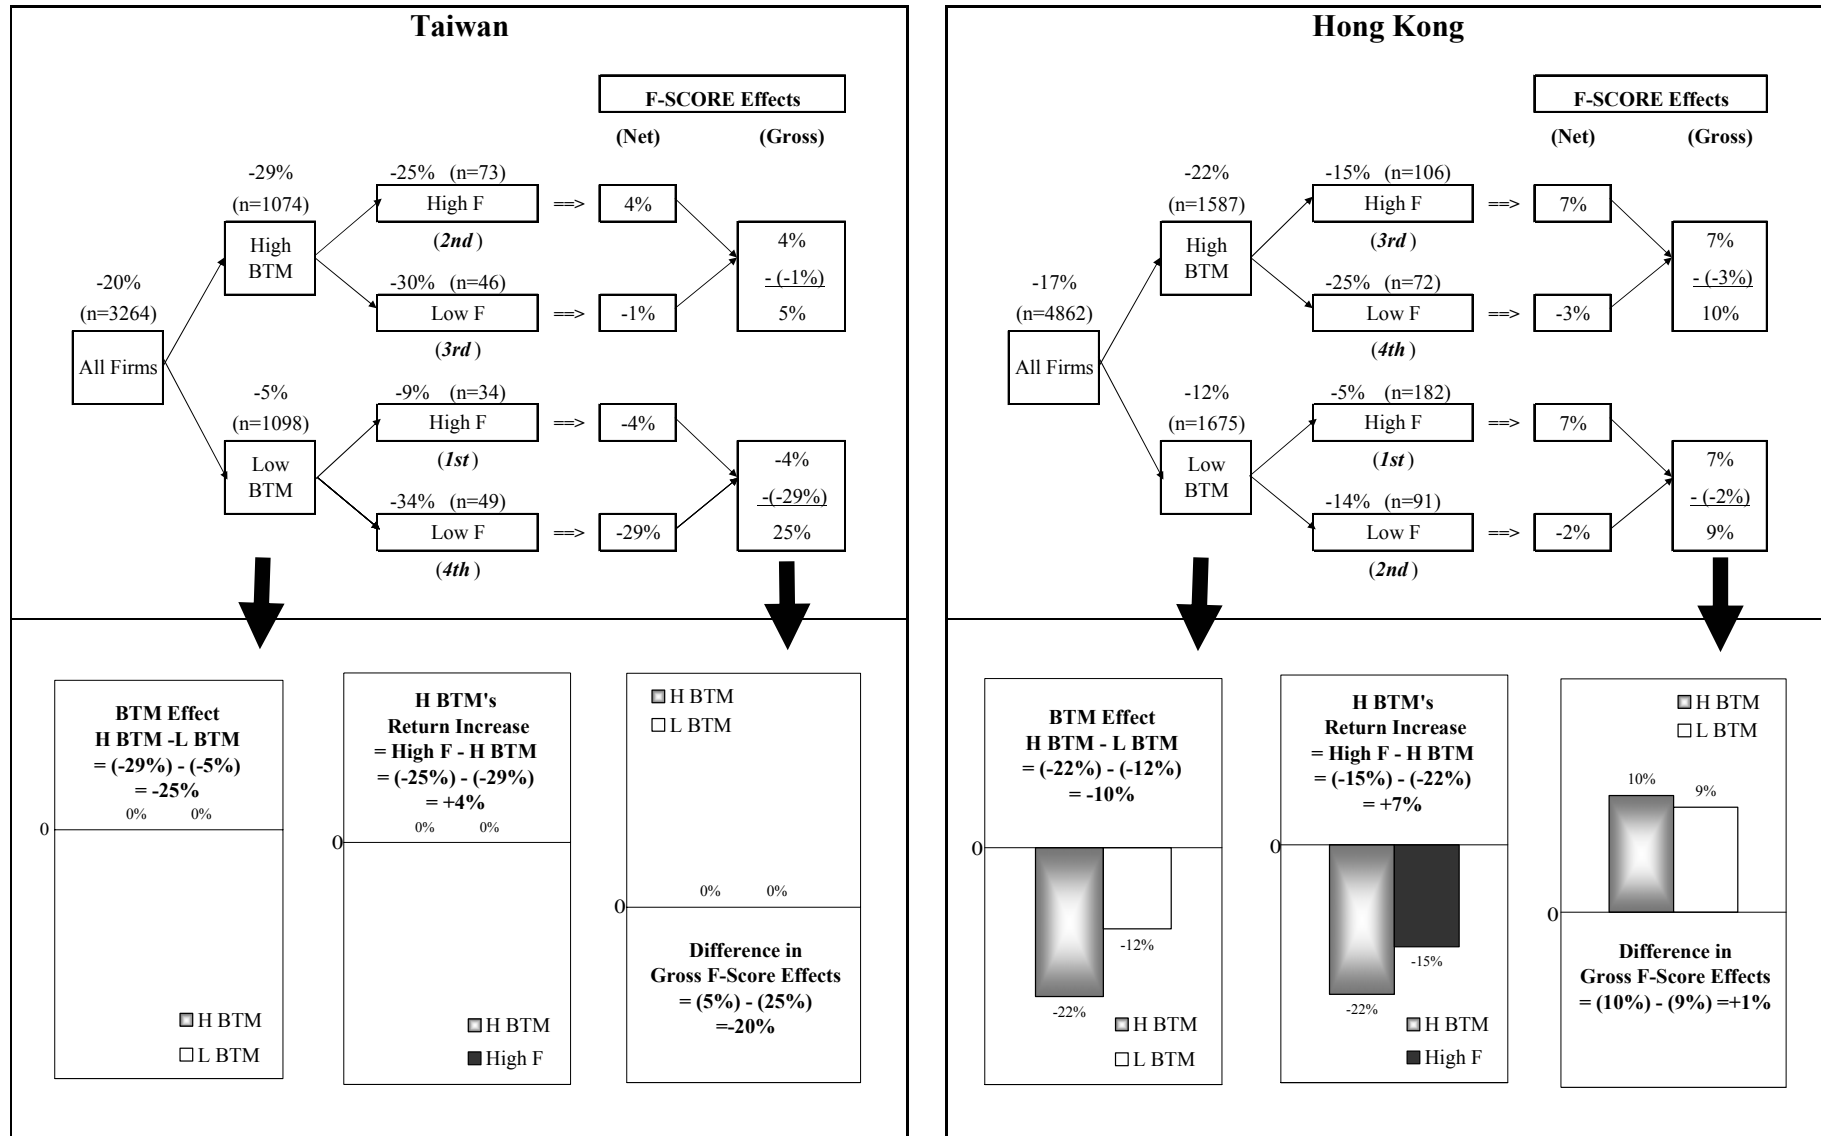 Taiwan
F-SCORE Effects
(Net) (Gross)
-29%
(n=1074)
-25% (n=73)
High F ==> 4%
(2nd )
High
BTM
4%
- (-1%)
5%
-30% (n=46)
Low F ==> -1%
(3rd )
-20%
(n=3264)
All Firms
-5%
(n=1098)
-9% (n=34)
High F ==> -4%
(1st )
Low
BTM
-4%
-(-29%)
25%
-34% (n=49)
Low F ==> -29%
(4th )
BTM Effect
H BTM -L BTM
= (-29%) - (-5%)
= -25%
0% 0%
0
H BTM
L BTM
H BTM's
Return Increase
= High F - H BTM
= (-25%) - (-29%)
= +4%
0% 0%
0
H BTM
High F
H BTM
L BTM
0% 0%
0
Difference in
Gross F-Score Effects
= (5%) - (25%)
=-20%
Hong Kong
F-SCORE Effects
(Net) (Gross)
-22%
(n=1587)
-15% (n=106)
High F ==> 7%
(3rd )
High
BTM
7%
- (-3%)
10%
-25% (n=72)
Low F ==> -3%
(4th )
-17%
(n=4862)
All Firms
-12%
(n=1675)
-5% (n=182)
High F ==> 7%
(1st )
Low
BTM
7%
- (-2%)
9%
-14% (n=91)
Low F ==> -2%
(2nd )
BTM Effect
H BTM - L BTM
= (-22%) - (-12%)
= -10%
0
-12%
-22%
H BTM
L BTM
H BTM's
Return Increase
= High F - H BTM
= (-15%) - (-22%)
= +7%
0
-15%
-22%
H BTM
High F
H BTM
L BTM
10% 9%
0
Difference in
Gross F-Score Effects
= (10%) - (9%) =+1%